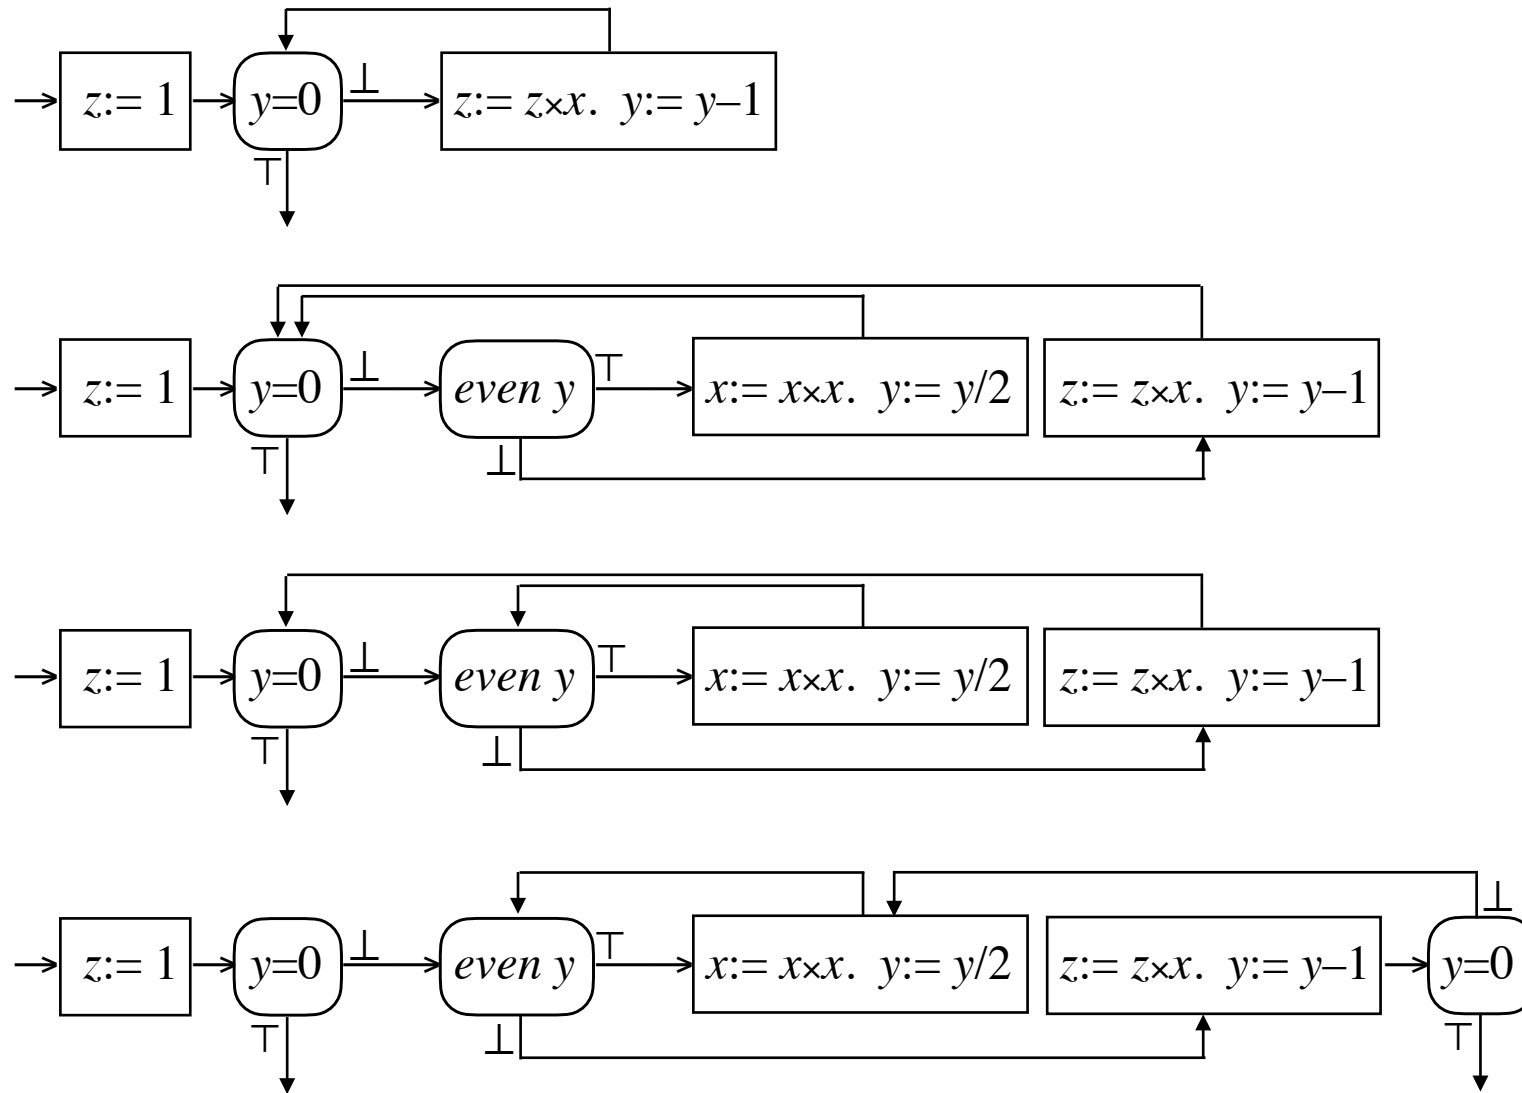 z:= 1 y=0 ⊥ z:= z×x. y:= y–1
⊤
z:= 1 y=0 ⊥ even y ⊤ x:= x×x. y:= y/2 z:= z×x. y:= y–1
⊤ ⊥
z:= 1 y=0 ⊥ even y ⊤ x:= x×x. y:= y/2 z:= z×x. y:= y–1
⊤ ⊥
z:= 1 y=0 ⊥ even y ⊤ x:= x×x. y:= y/2 z:= z×x. y:= y–1 y=0 ⊥
⊤ ⊥ ⊤